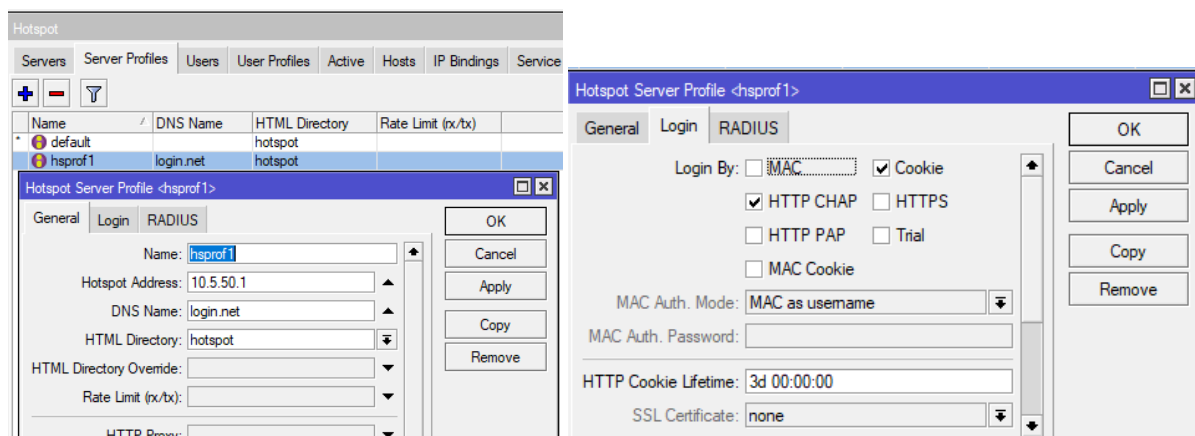 Hotspot
Servers Server Profiles Users User Profiles Active Hosts IP Bindings Service
Name / DNS Name HTML Directory Rate Limit (rx/tx)
* default hotspot
hsprof1 login.net hotspot
Hotspot Server Profile <hsprof1>
General Login RADIUS
OK
Name: hsprof1
Cancel
Hotspot Address: 10.5.50.1
Apply
DNS Name: login.net
Copy
HTML Directory: hotspot
Remove
HTML Directory Override:
Rate Limit (rx/tx):
HTTP Proxy:
Hotspot Server Profile <hsprof1>
General Login RADIUS
OK
Login By: MAC Cookie
Cancel
HTTP CHAP HTTPS
Apply
HTTP PAP Trial
Copy
MAC Cookie
Remove
MAC Auth. Mode: MAC as username
MAC Auth. Password:
HTTP Cookie Lifetime: 3d 00:00:00
SSL Certificate: none